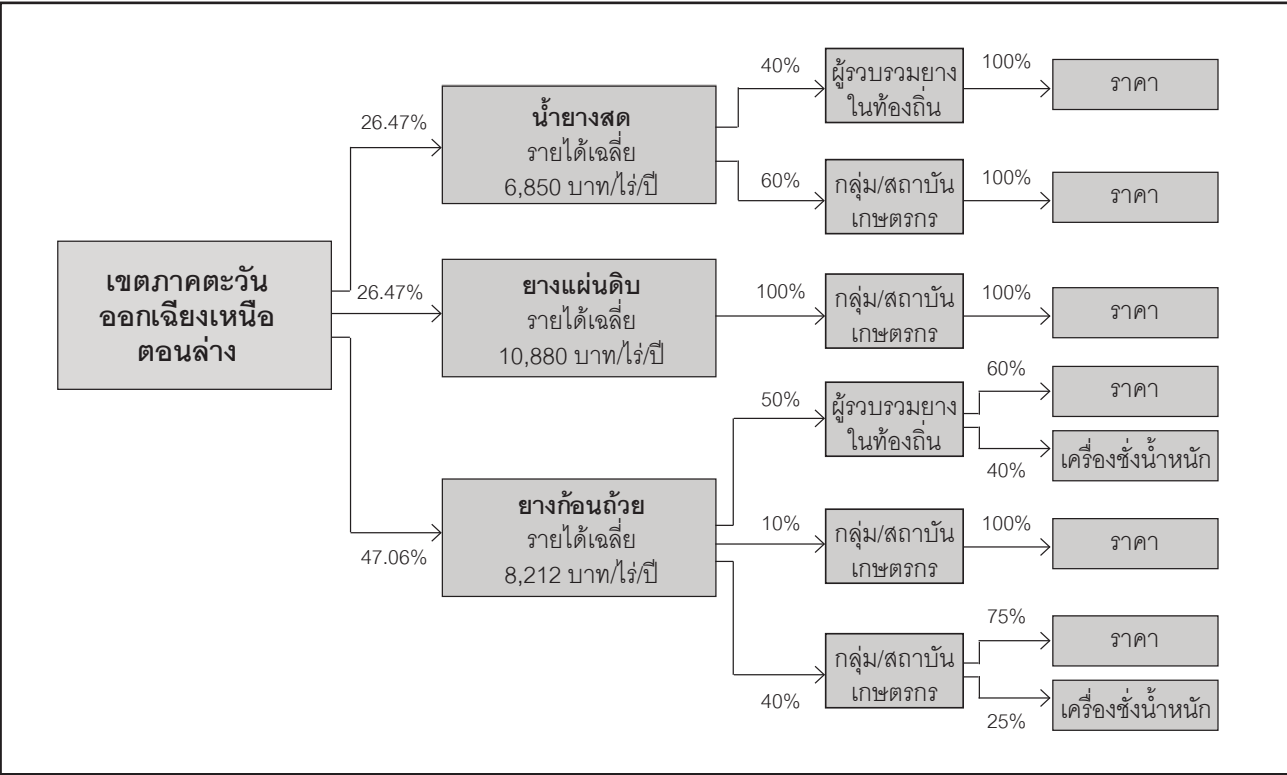 เขตภาคตะวัน
ออกเฉียงเหนือ
ตอนล่าง
26.47%
น้ำยางสด
รายได้เฉลี่ย
6,850 บาท/ไร่/ปี
40%
ผู้รวบรวมยาง
ในท้องถิ่น
100%
ราคา
60%
กลุ่ม/สถาบัน
เกษตรกร
100%
ราคา
26.47%
ยางแผ่นดิบ
รายได้เฉลี่ย
10,880 บาท/ไร่/ปี
100%
กลุ่ม/สถาบัน
เกษตรกร
100%
ราคา
47.06%
ยางก้อนถ้วย
รายได้เฉลี่ย
8,212 บาท/ไร่/ปี
50%
ผู้รวบรวมยาง
ในท้องถิ่น
60%
ราคา
40%
เครื่องชั่งน้ำหนัก
10%
กลุ่ม/สถาบัน
เกษตรกร
100%
ราคา
40%
กลุ่ม/สถาบัน
เกษตรกร
75%
ราคา
25%
เครื่องชั่งน้ำหนัก